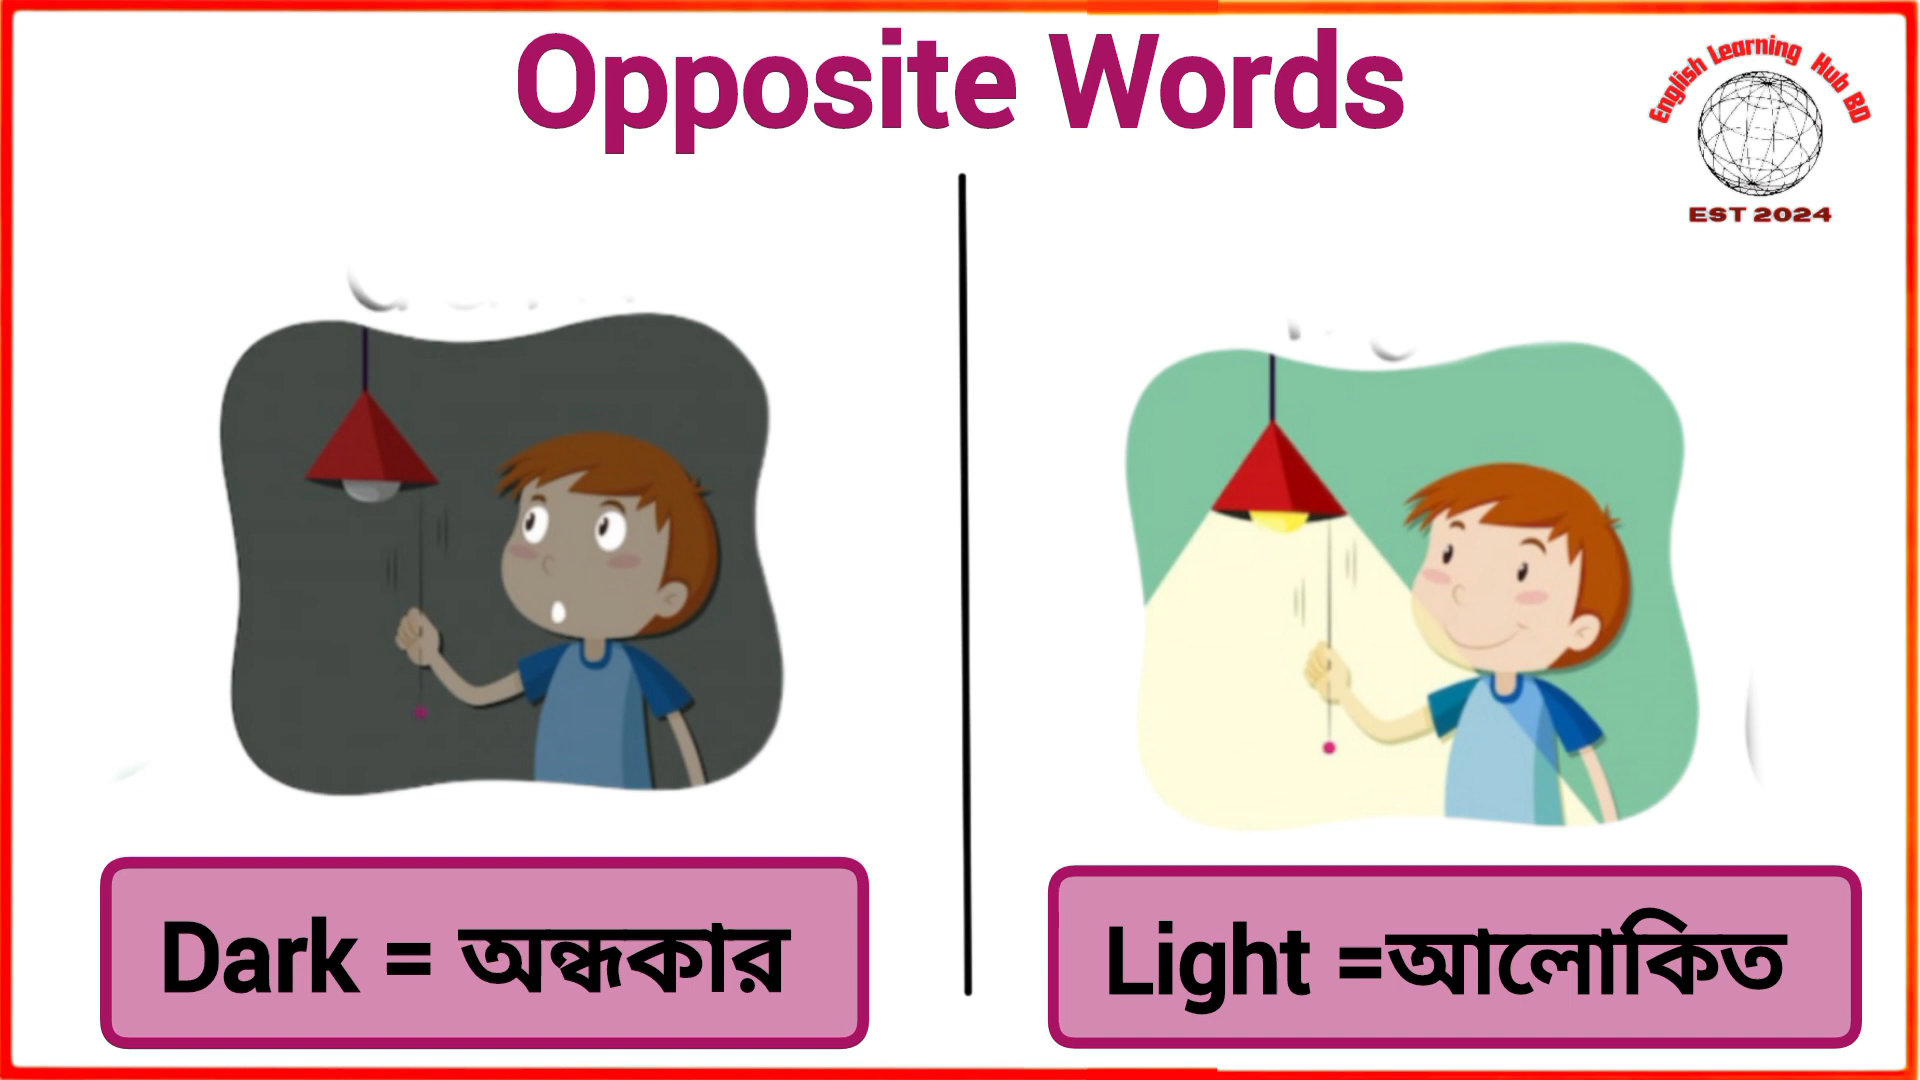 Opposite Words
English Learning Hub BD
EST 2024
Dark = অন্ধকার
Light =আলোকিত